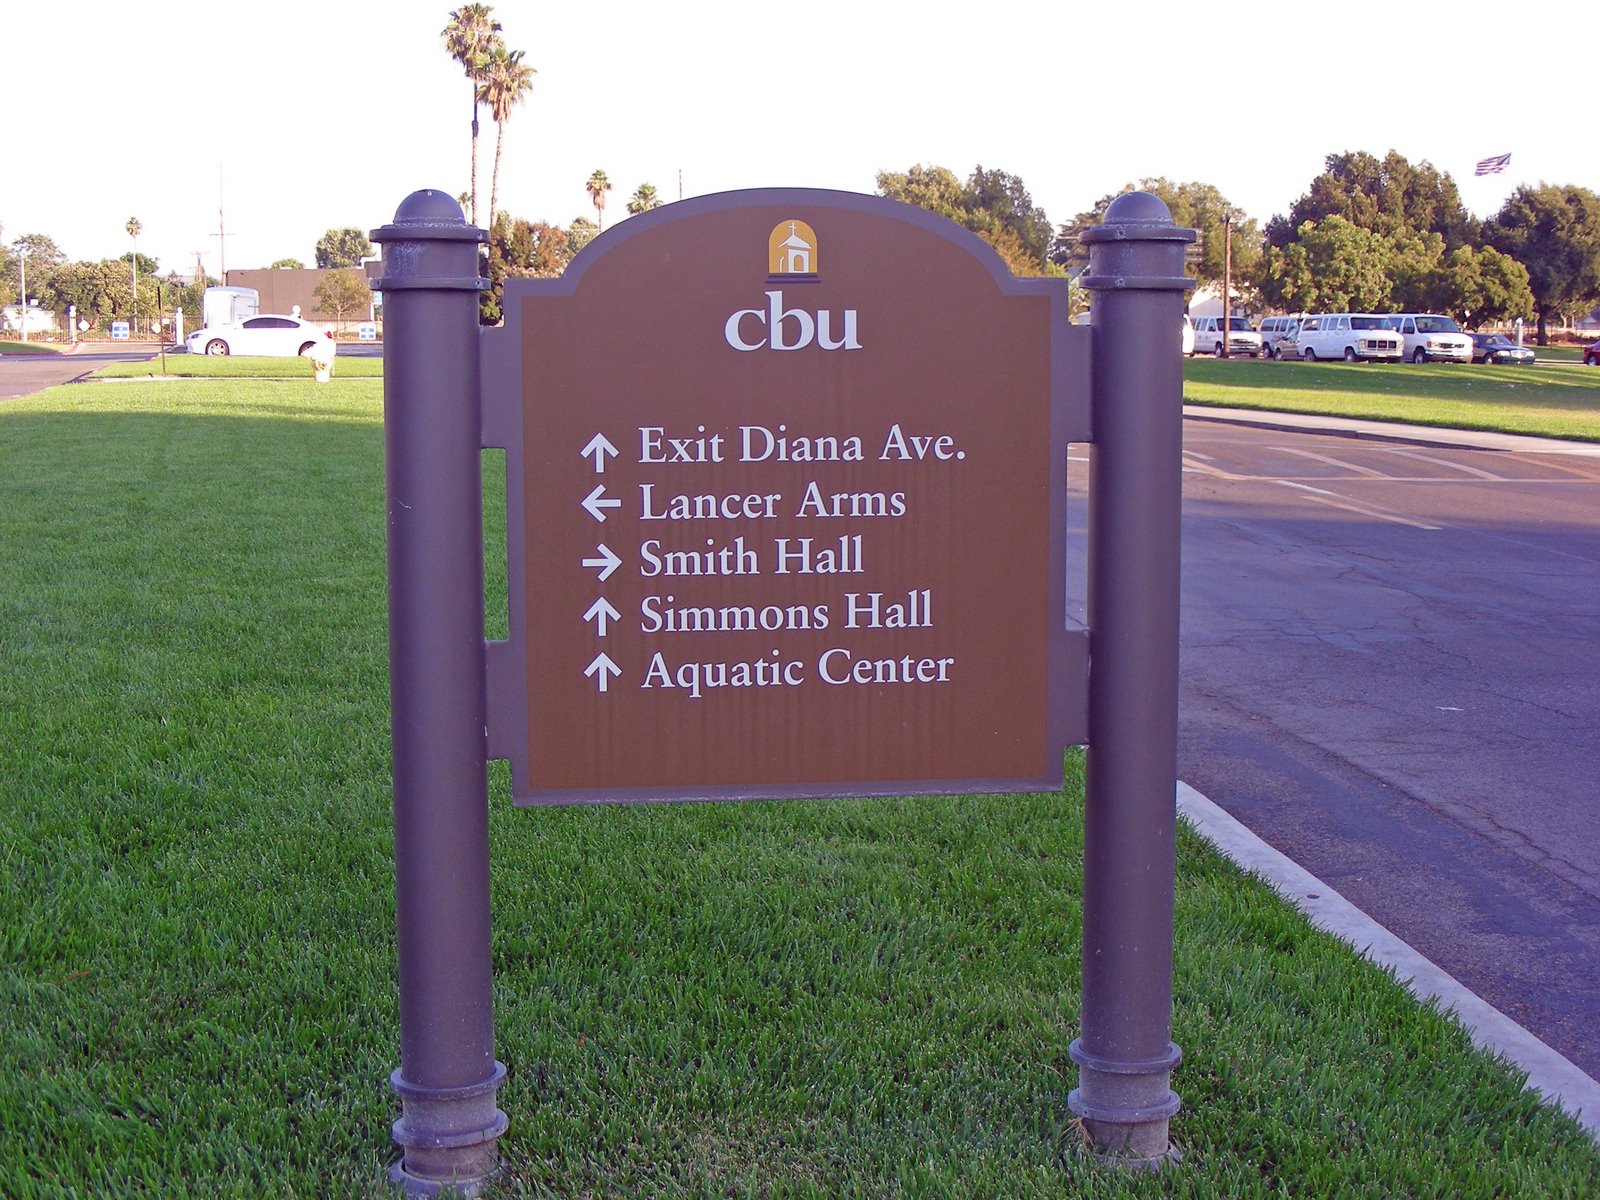 cbu
↑ Exit Diana Ave.
← Lancer Arms
→ Smith Hall
↑ Simmons Hall
↑ Aquatic Center